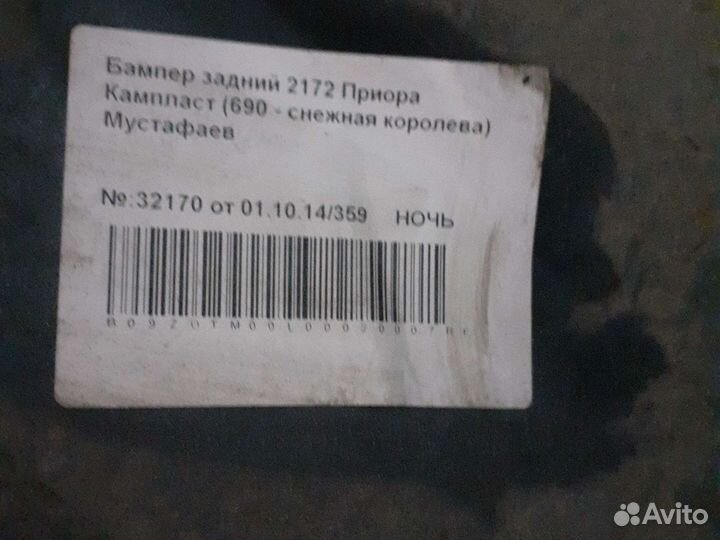 Бампер задний 2172 Приора
Кампласт (690 - снежная королева)
Мустафаев
№:32170 от 01.10.14/359 НОЧЬ
Avito